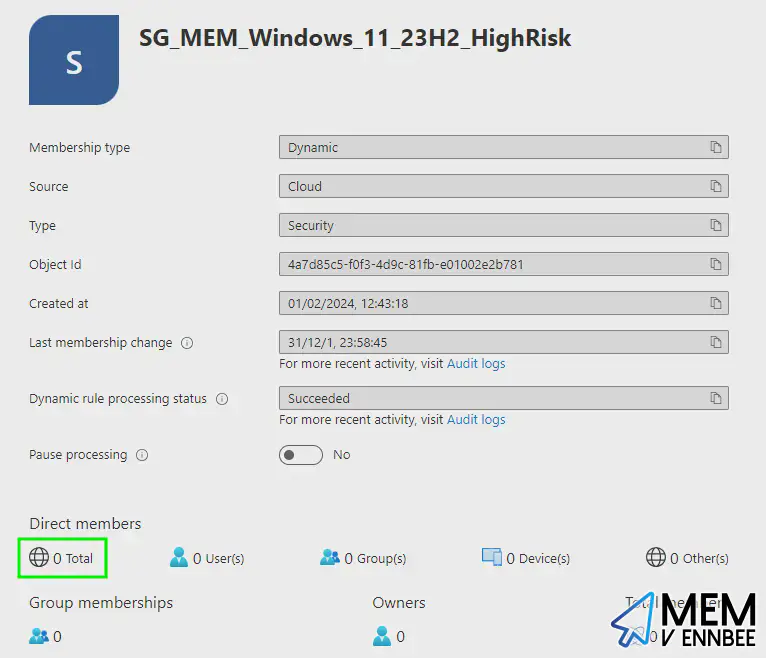 S
SG_MEM_Windows_11_23H2_HighRisk
Membership type
Dynamic
Source
Cloud
Type
Security
Object Id
4a7d85c5-f0f3-4d9c-81fb-e01002e2b781
Created at
01/02/2024, 12:43:18
Last membership change
31/12/1, 23:58:45
For more recent activity, visit Audit logs
Dynamic rule processing status
Succeeded
For more recent activity, visit Audit logs
Pause processing
No
Direct members
0 Total
0 User(s)
0 Group(s)
0 Device(s)
0 Other(s)
Group memberships
Owners
Total members
0
0
0
MEM
V ENNBEE